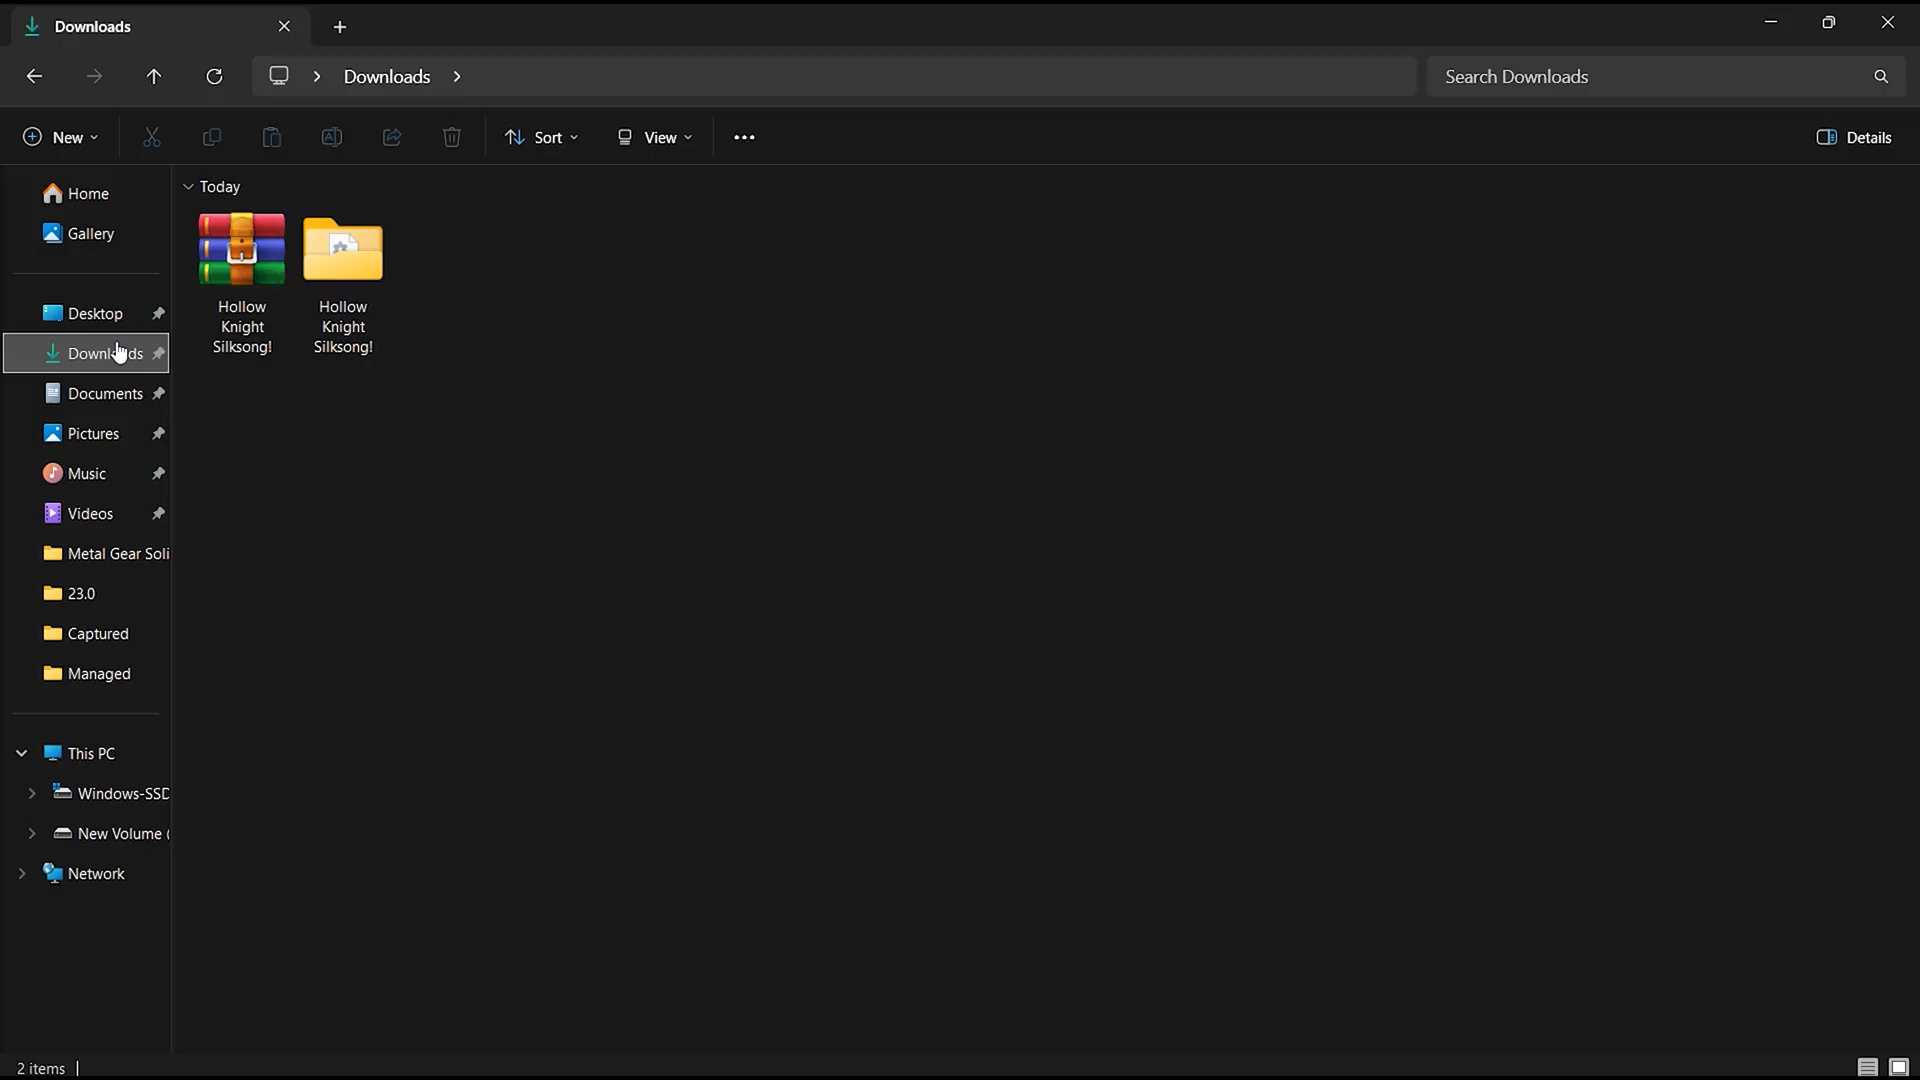 Downloads
Downloads
Search Downloads
New
Sort
View
Details
Home
Gallery
Desktop
Downloads
Documents
Pictures
Music
Videos
Metal Gear Soli
23.0
Captured
Managed
This PC
Windows-SSD
New Volume (
Network
Today
Hollow
Knight
Silksong!
Hollow
Knight
Silksong!
2 items